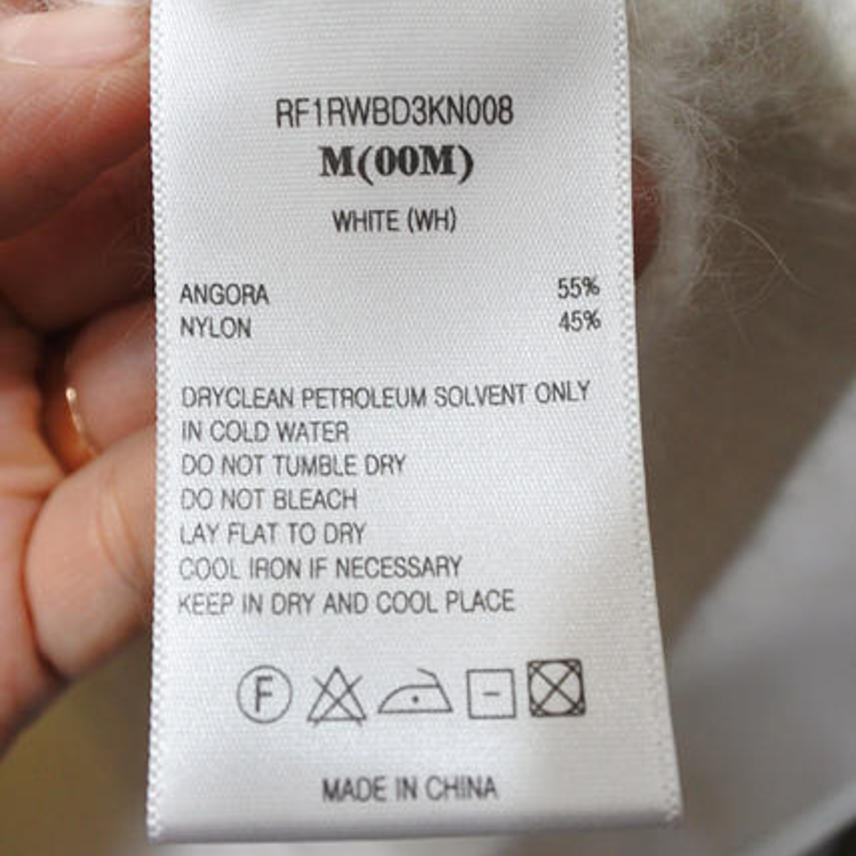 RF1RWBD3KN008
M(00M)
WHITE (WH)
ANGORA 55%
NYLON 45%
DRYCLEAN PETROLEUM SOLVENT ONLY
IN COLD WATER
DO NOT TUMBLE DRY
DO NOT BLEACH
LAY FLAT TO DRY
COOL IRON IF NECESSARY
KEEP IN DRY AND COOL PLACE
F
MADE IN CHINA